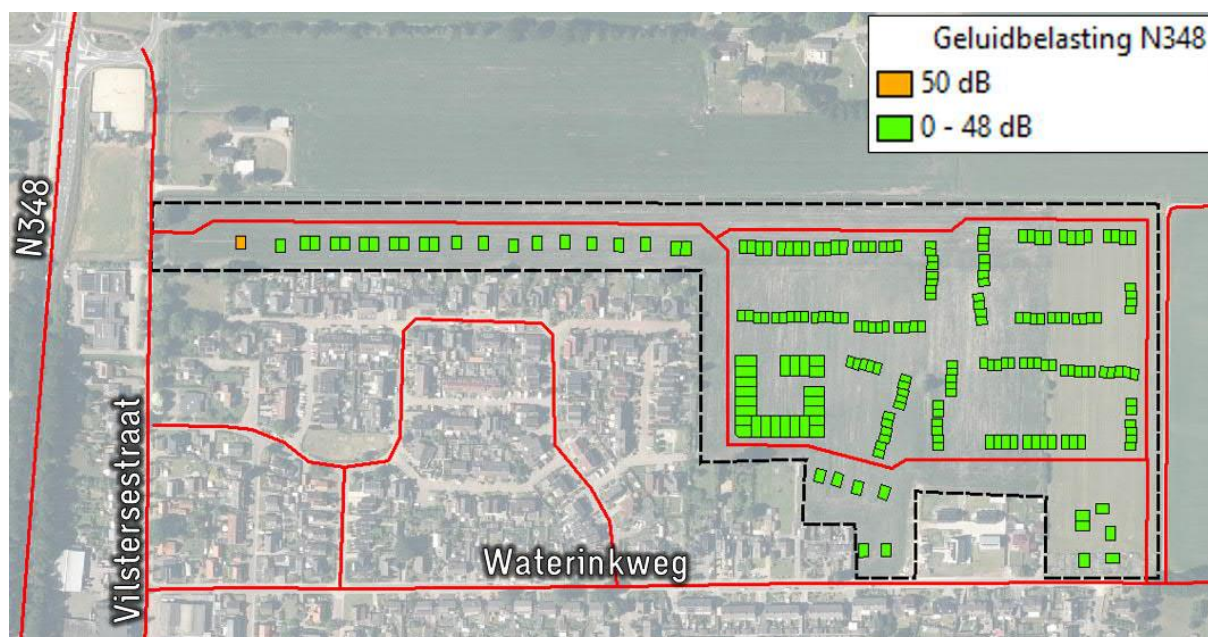 Geluidbelasting N348
50 dB
0 - 48 dB
N348
Vilstersestraat
Waterinkweg